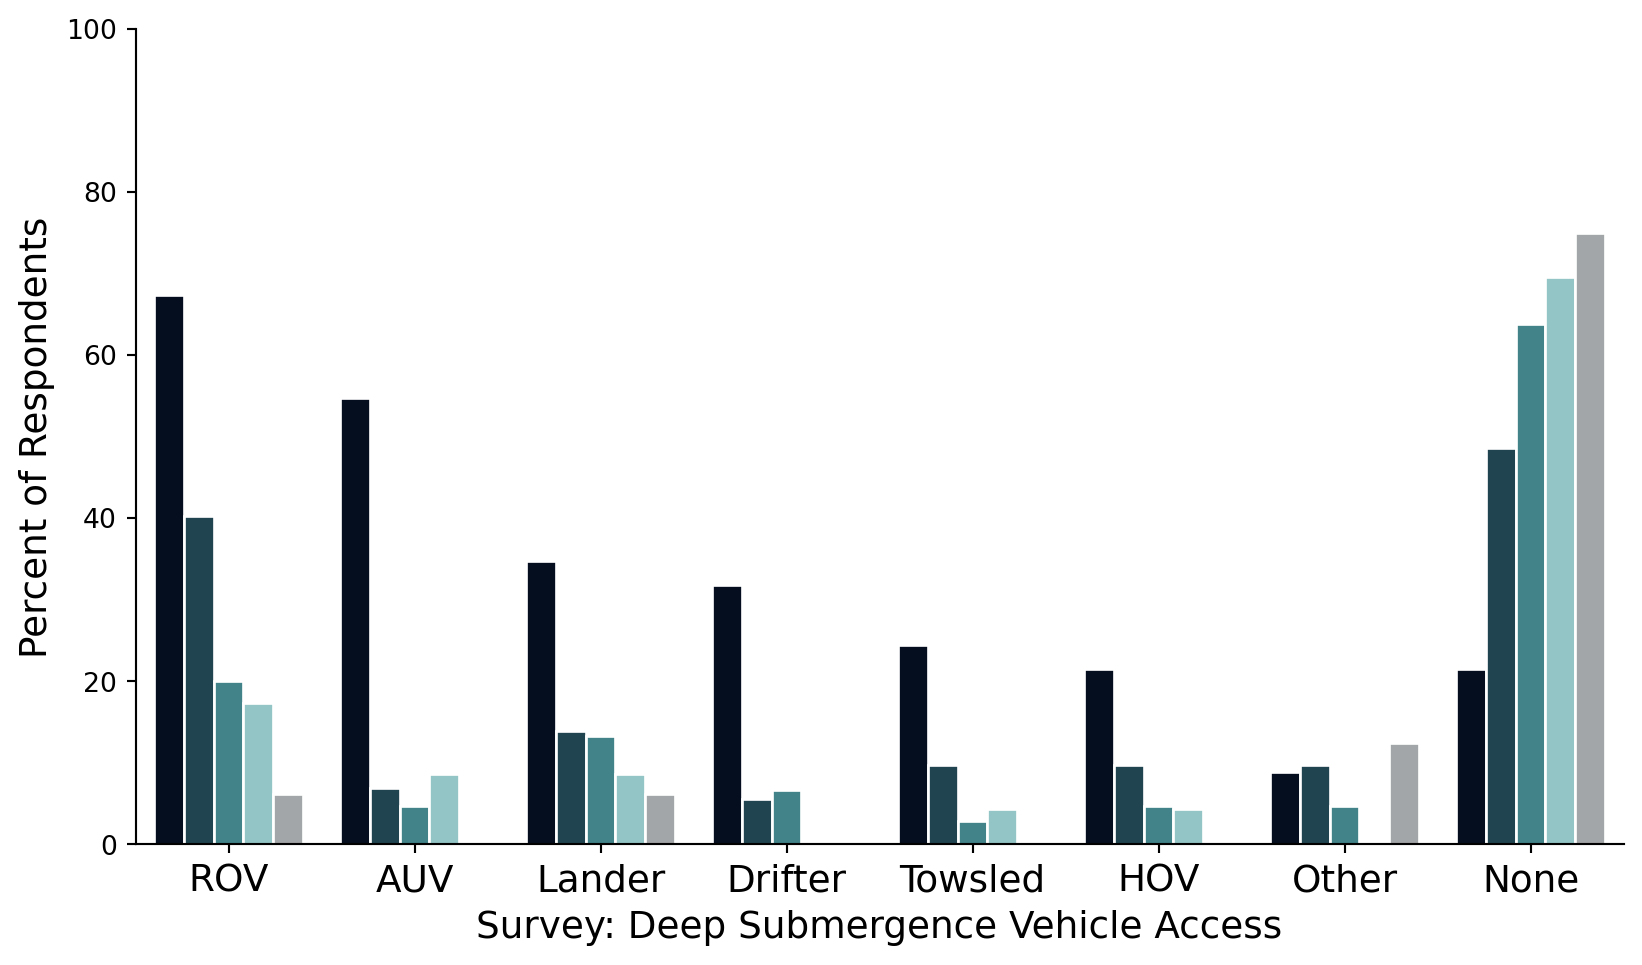 100
80
60
40
20
0
Percent of Respondents
ROV AUV Lander Drifter Towsled HOV Other None
Survey: Deep Submergence Vehicle Access